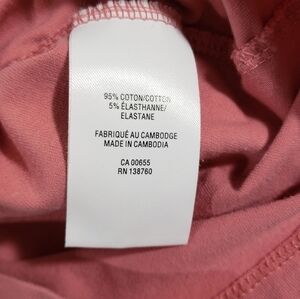 95% COTON/COTTON
5% ÉLASTHANNE/
ELASTANE
FABRIQUÉ AU CAMBODGE
MADE IN CAMBODIA
CA 00655
RN 138760